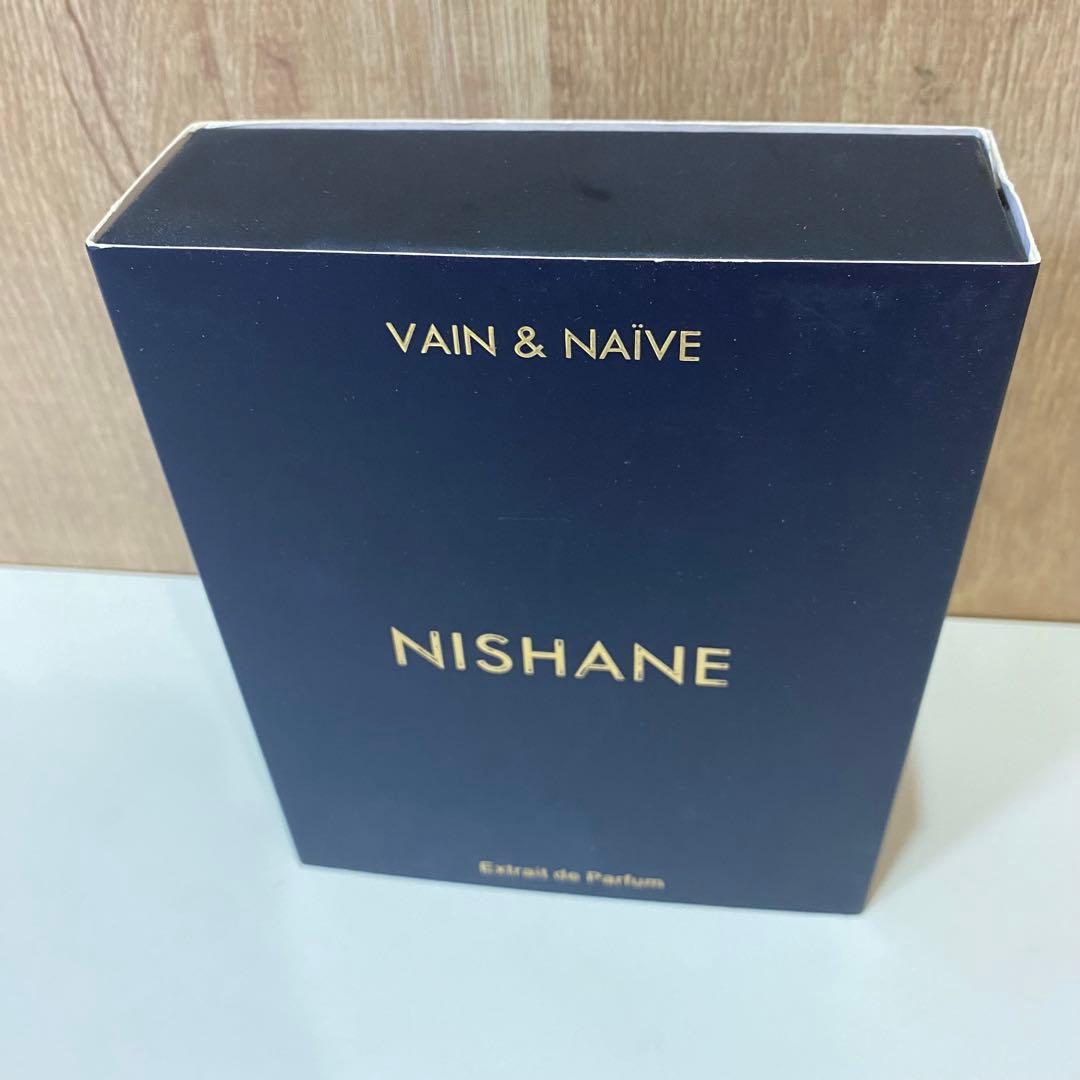 VAIN & NAÏVE
NISHANE
Extrait de Parfum